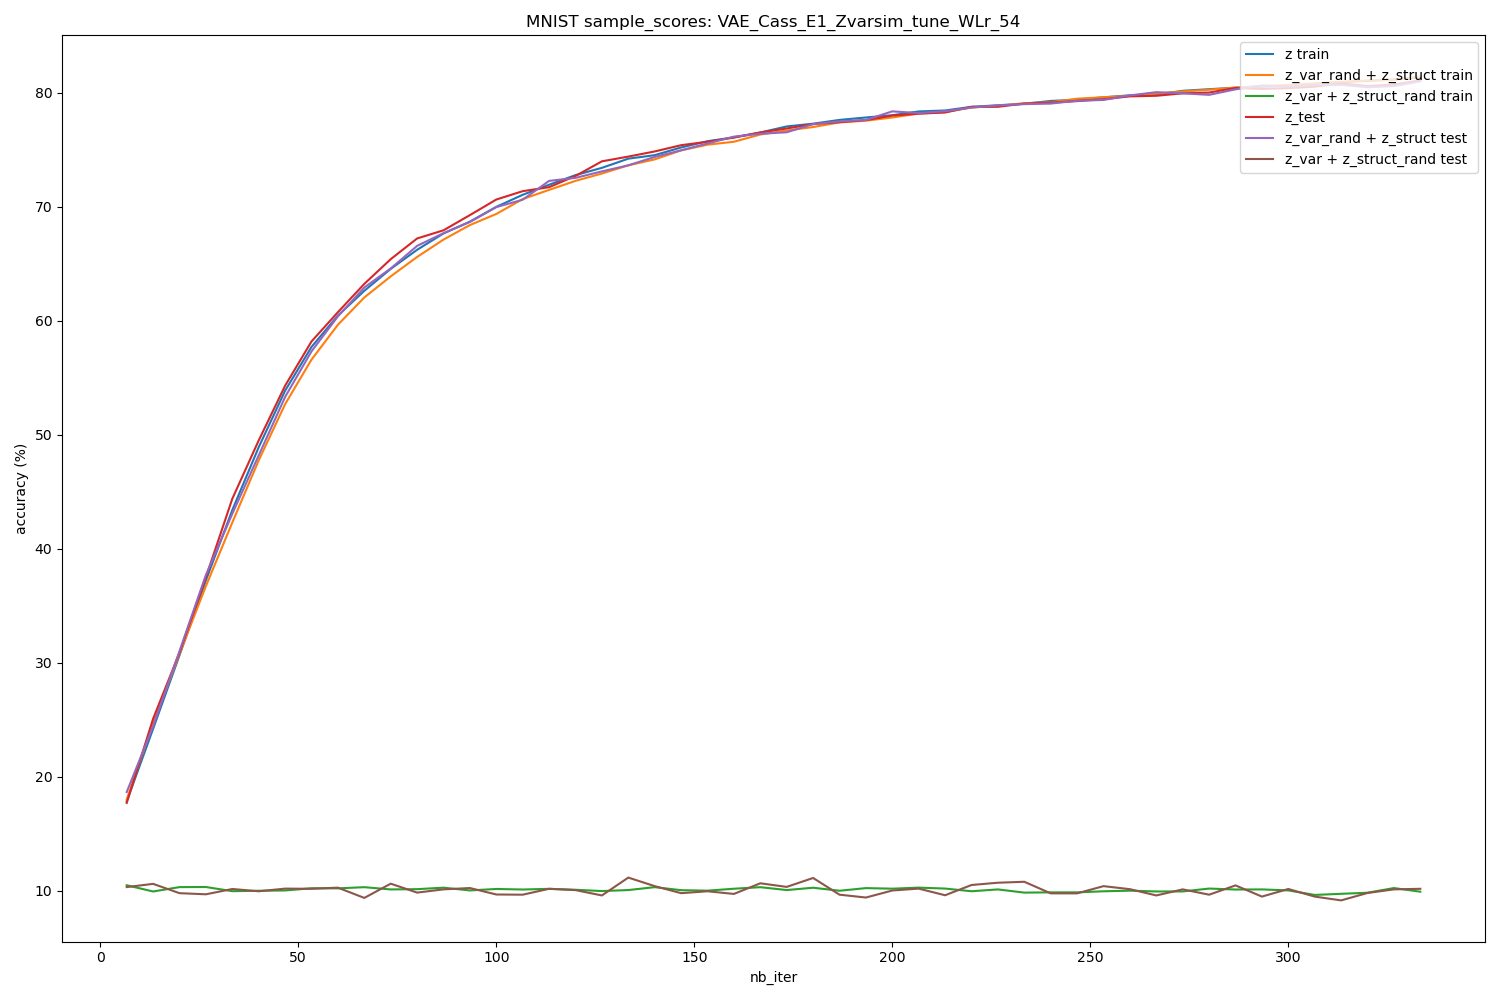 MNIST sample_scores: VAE_Cass_E1_Zvarsim_tune_WLr_54
z train
z_var_rand + z_struct train
z_var + z_struct_rand train
z_test
z_var_rand + z_struct test
z_var + z_struct_rand test
accuracy (%)
80
70
60
50
40
30
20
10
0
50
100
150
200
250
300
nb_iter